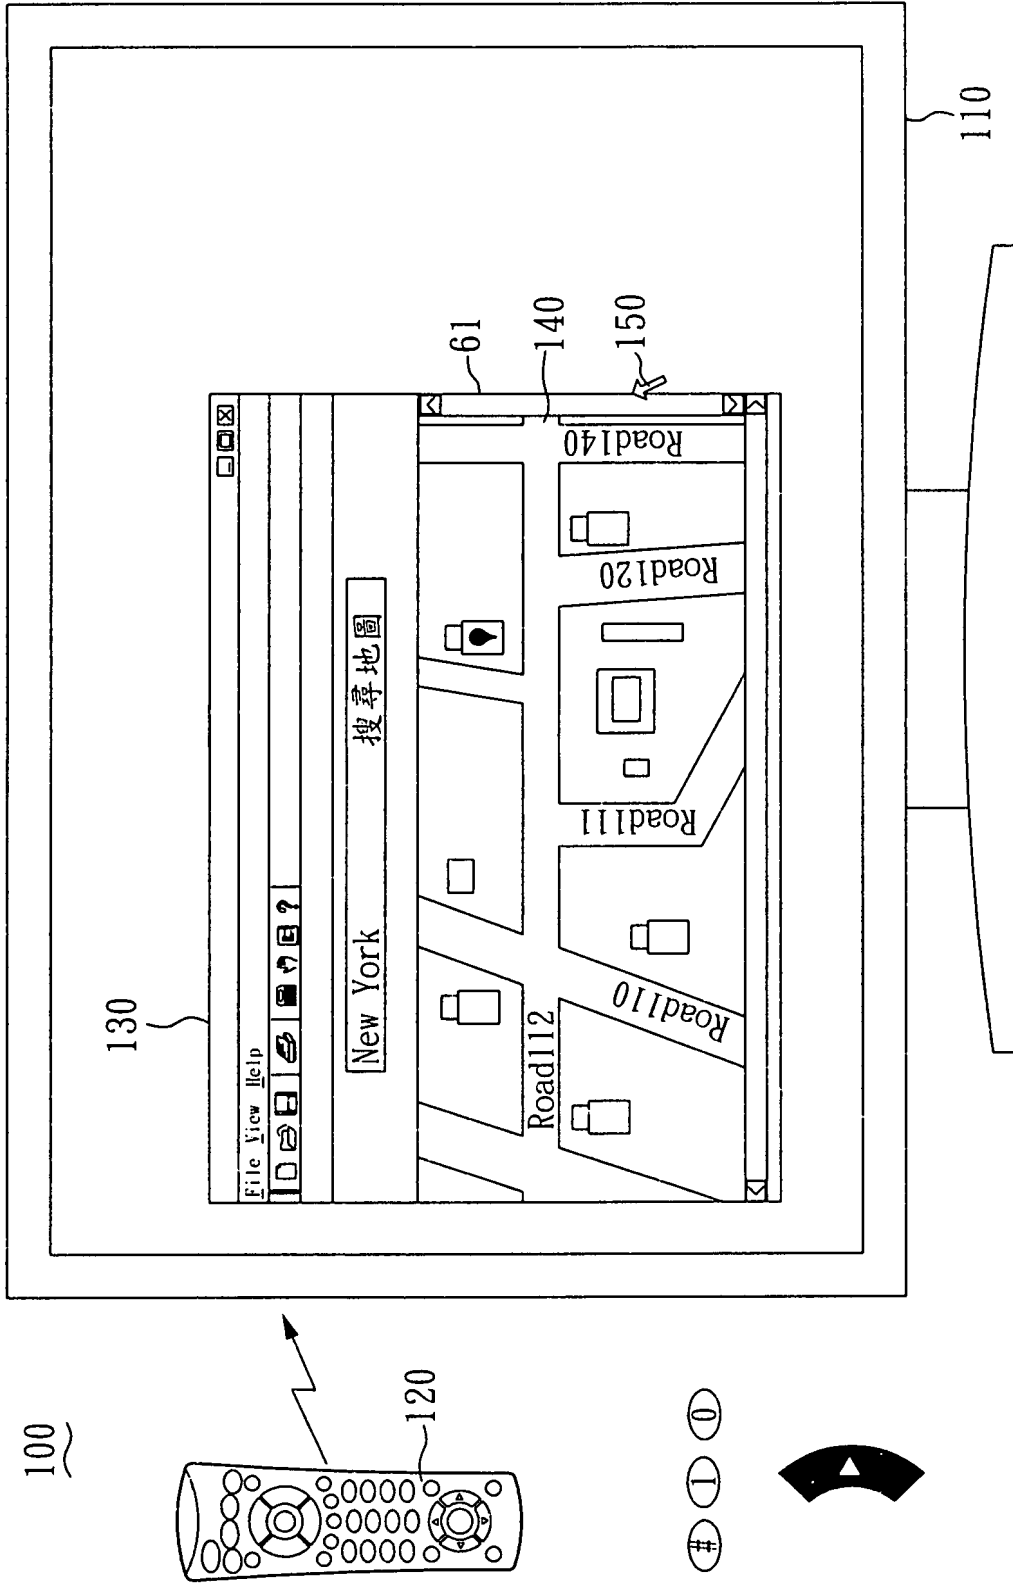 100
120
# 1 0
110
130
File View Help
?
New York 搜尋地圖
61
140
150
Road112
Road110
Road111
Road120
Road140